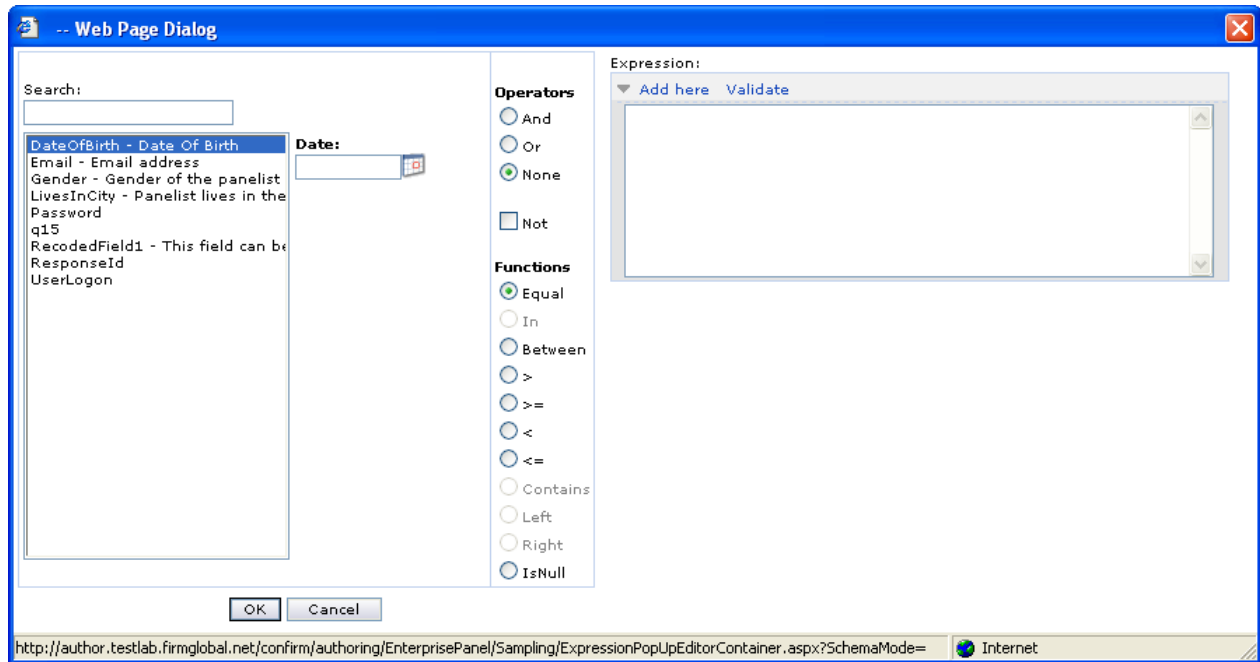 -- Web Page Dialog
Search:
DateOfBirth - Date Of Birth
Email - Email address
Gender - Gender of the panelist
LivesInCity - Panelist lives in the
Password
q15
RecodedField1 - This field can be
ResponseId
UserLogon
Date:
Operators
And
Or
None
Not
Functions
Equal
In
Between
>
>=
<
<=
Contains
Left
Right
IsNull
Expression:
Add here Validate
OK Cancel
http://author.testlab.firmglobal.net/confirm/authoring/EnterprisePanel/Sampling/ExpressionPopUpEditorContainer.aspx?SchemaMode= Internet